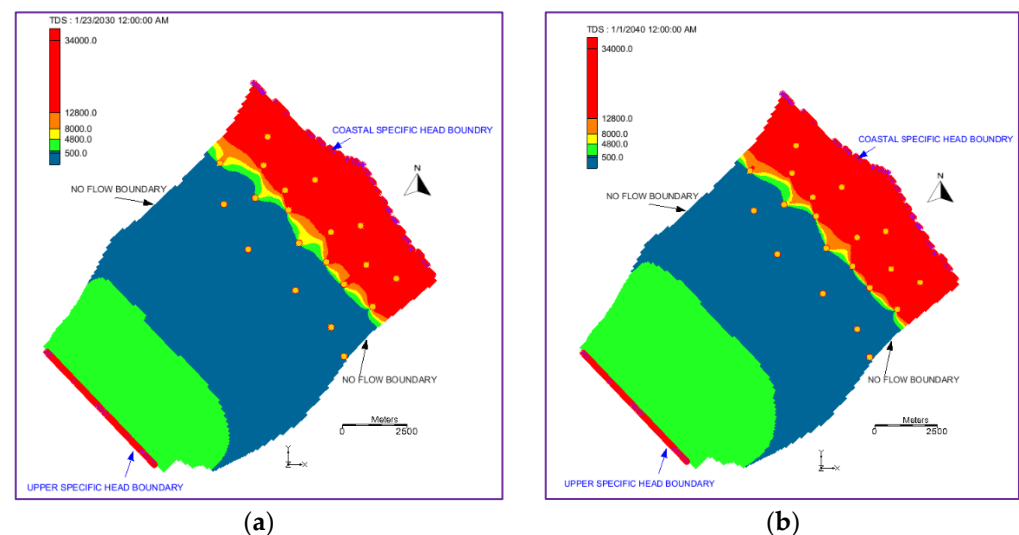 TDS : 1/23/2030 12:00:00 AM
34000.0
12800.0
8000.0
4800.0
500.0
COASTAL SPECIFIC HEAD BOUNDRY
N
NO FLOW BOUNDARY
NO FLOW BOUNDARY
Meters
0 2500
Y
Z X
UPPER SPECIFIC HEAD BOUNDARY
(a)
TDS : 1/1/2040 12:00:00 AM
34000.0
12800.0
8000.0
4800.0
500.0
COASTAL SPECIFIC HEAD BOUNDRY
N
NO FLOW BOUNDARY
NO FLOW BOUNDARY
Meters
0 2500
Y
Z X
UPPER SPECIFIC HEAD BOUNDARY
(b)